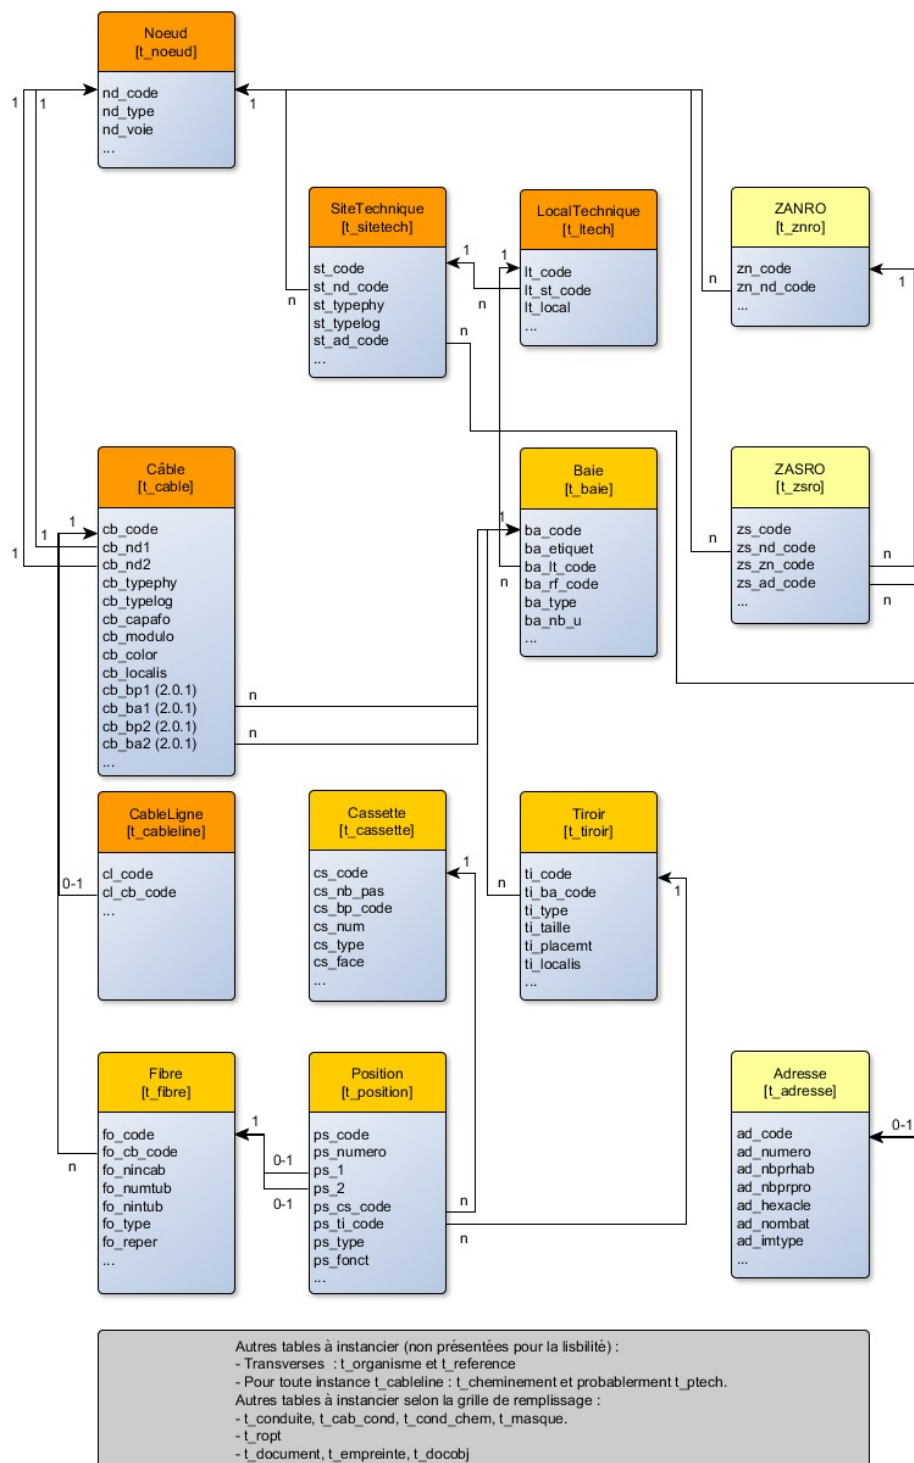 Noeud
[t_noeud]
nd_code
nd_type
nd_voie
...
1
1
1
SiteTechnique
[t_sitetech]
st_code
st_nd_code
st_typephy
st_typelog
st_ad_code
...
n
n
1
n
LocalTechnique
[t_ltech]
lt_code
lt_st_code
lt_local
...
1
ZANRO
[t_znro]
zn_code
zn_nd_code
...
n
1
Câble
[t_cable]
cb_code
cb_nd1
cb_nd2
cb_typephy
cb_typelog
cb_capafo
cb_modulo
cb_color
cb_localis
cb_bp1 (2.0.1)
cb_ba1 (2.0.1)
cb_bp2 (2.0.1)
cb_ba2 (2.0.1)
...
1
1
1
n
n
Baie
[t_baie]
ba_code
ba_etiquet
ba_lt_code
ba_rf_code
ba_type
ba_nb_u
...
1
n
ZASRO
[t_zsro]
zs_code
zs_nd_code
zs_zn_code
zs_ad_code
...
n
n
n
CableLigne
[t_cableline]
cl_code
cl_cb_code
...
0-1
Cassette
[t_cassette]
cs_code
cs_nb_pas
cs_bp_code
cs_num
cs_type
cs_face
...
1
Tiroir
[t_tiroir]
ti_code
ti_ba_code
ti_type
ti_taille
ti_placemt
ti_localis
...
n
1
Fibre
[t_fibre]
fo_code
fo_cb_code
fo_nincab
fo_numtub
fo_nintub
fo_type
fo_reper
...
n
1
0-1
0-1
Position
[t_position]
ps_code
ps_numero
ps_1
ps_2
ps_cs_code
ps_ti_code
ps_type
ps_fonct
...
n
n
Adresse
[t_adresse]
ad_code
ad_numero
ad_nbprhab
ad_nbprpro
ad_hexacle
ad_nombat
ad_imtype
...
0-1
Autres tables à instancier (non présentées pour la lisbilité) :
- Transverses : t_organisme et t_reference
- Pour toute instance t_cableline : t_cheminement et probablerment t_ptech.
Autres tables à instancier selon la grille de remplissage :
- t_conduite, t_cab_cond, t_cond_chem, t_masque.
- t_ropt
- t_document, t_empreinte, t_docobj